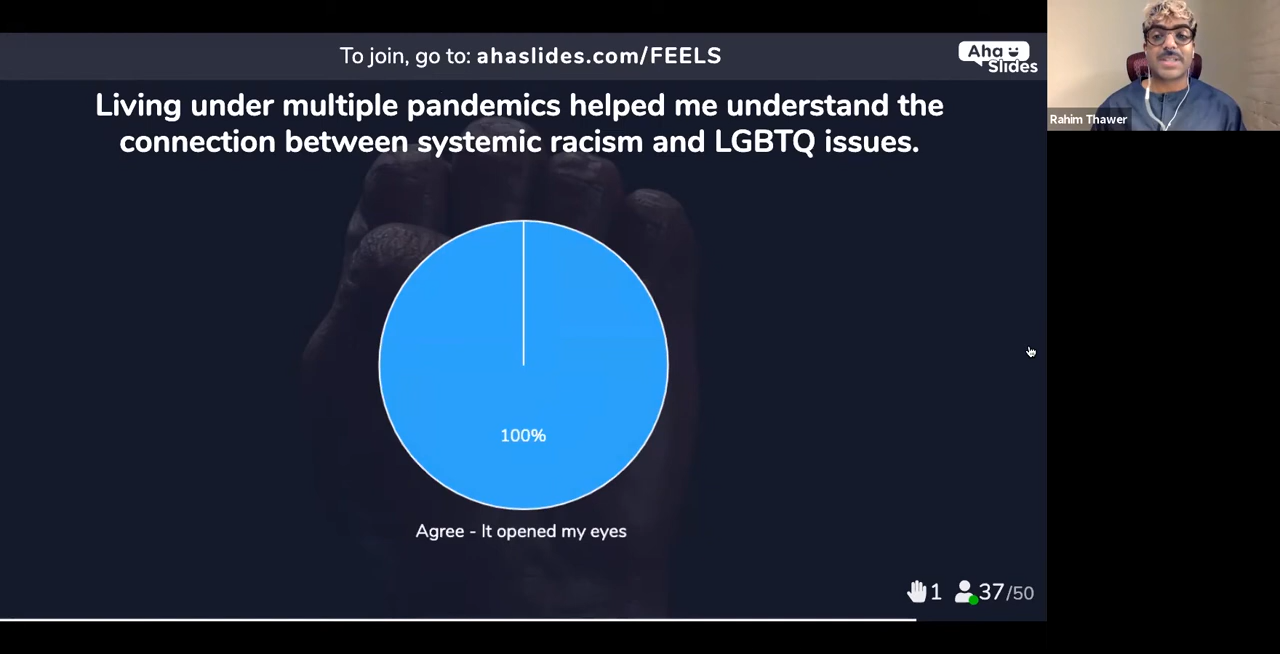 To join, go to: ahaslides.com/FEELS
Aha
Slides
Rahim Thawer
Living under multiple pandemics helped me understand the
connection between systemic racism and LGBTQ issues.
100%
Agree - It opened my eyes
1 37/50